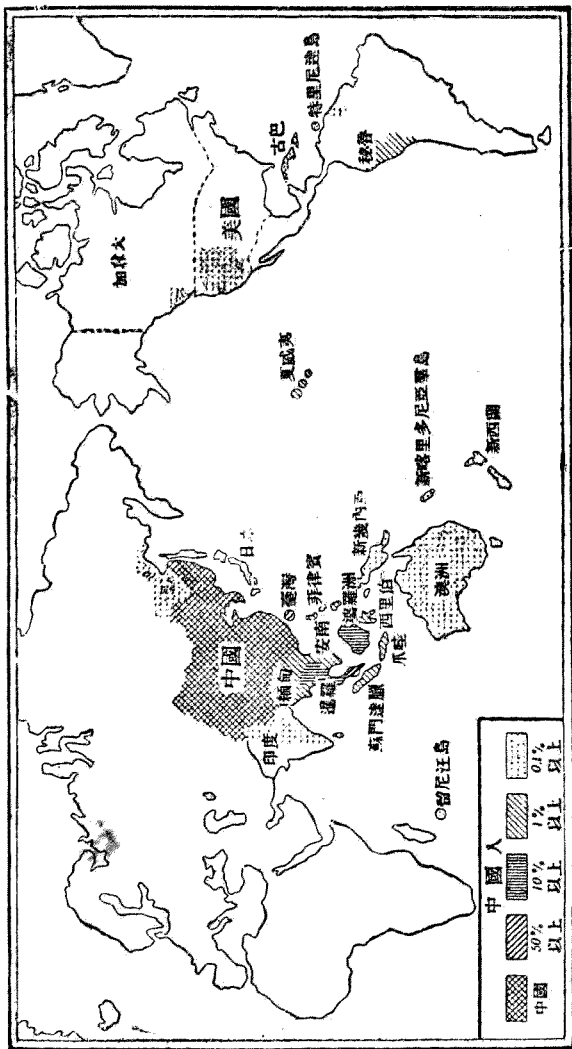 加拿大
美國
古巴
特里尼達島
秘魯
夏威夷
新喀里多尼亞羣島
新西蘭
日本
中國
臺灣
菲律賓
安南
婆羅洲
新幾內亞
西里伯
爪哇
澳洲
緬甸
暹羅
蘇門達臘
印度
留尼汪島
中國人
中國
50%以上
10%以上
1%以上
0.1%以上